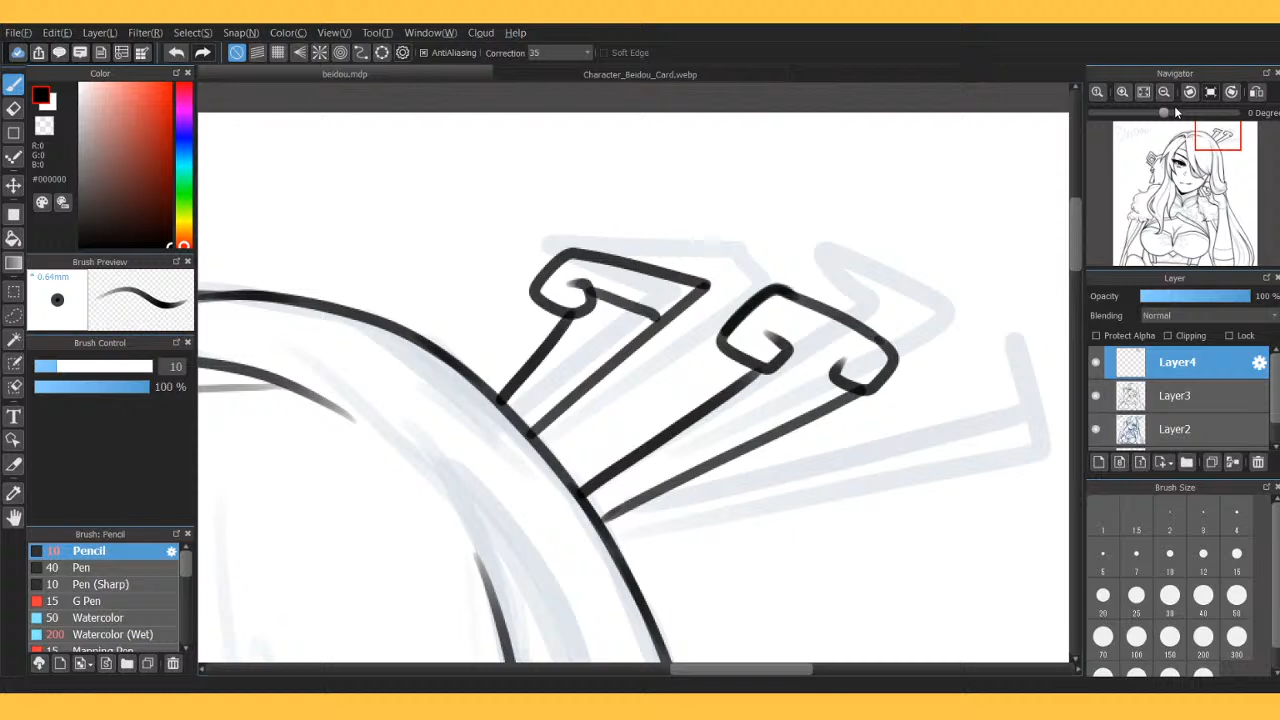 File(F) Edit(E) Layer(L) Filter(R) Select(S) Snap(N) Color(C) View(V) Tool(T) Window(W) Cloud Help
AntiAliasing Correction 35 Soft Edge
Color
beidou.mdp
Character_Beidou_Card.webp
Navigator
0 Degree
R:0
G:0
B:0
#000000
Brush Preview
* 0.64mm
Brush Control
10
100 %
Brush: Pencil
10 Pencil
40 Pen
10 Pen (Sharp)
15 G Pen
50 Watercolor
200 Watercolor (Wet)
15 Mapping Pen
Layer
Opacity 100 %
Blending Normal
Protect Alpha Clipping Lock
Layer4
Layer3
Layer2
Brush Size
1 1.5 2 3 4
5 7 10 12 15
20 25 30 40 50
70 100 150 200 300